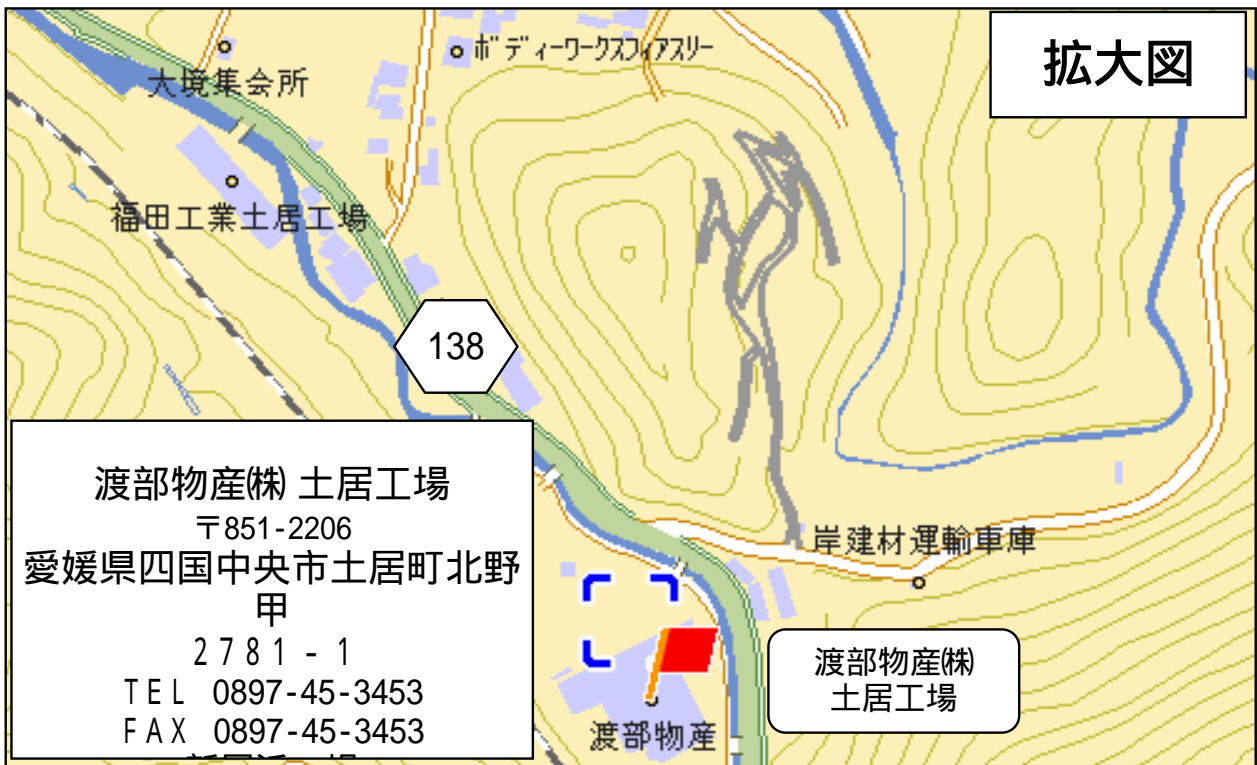 拡大図
ボディーワークスフィアスリー
大境集会所
福田工業土居工場
138
渡部物産㈱ 土居工場
〒851-2206
愛媛県四国中央市土居町北野
甲
2781-1
TEL 0897-45-3453
FAX 0897-45-3453
岸建材運輸車庫
渡部物産㈱
土居工場
渡部物産